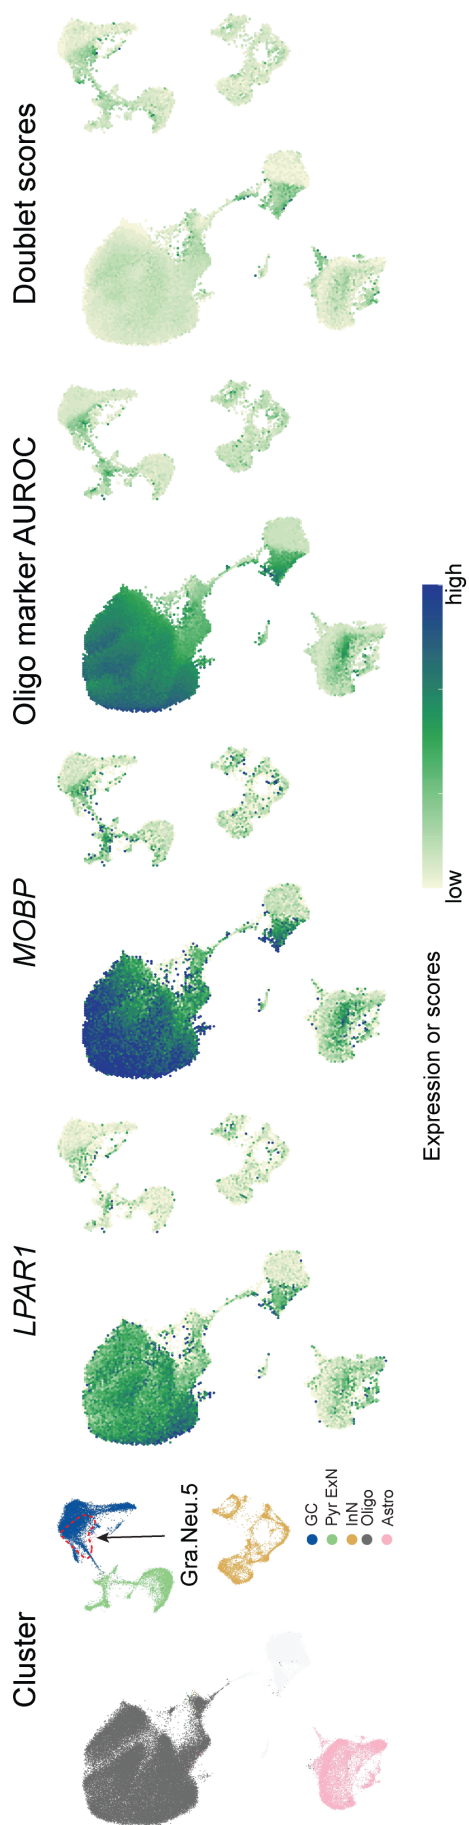 Cluster
LPAR1
MOBP
Oligo marker AUROC
Doublet scores
Gra.Neu.5
GC
Pyr ExN
InN
Oligo
Astro
Expression or scores
low
high